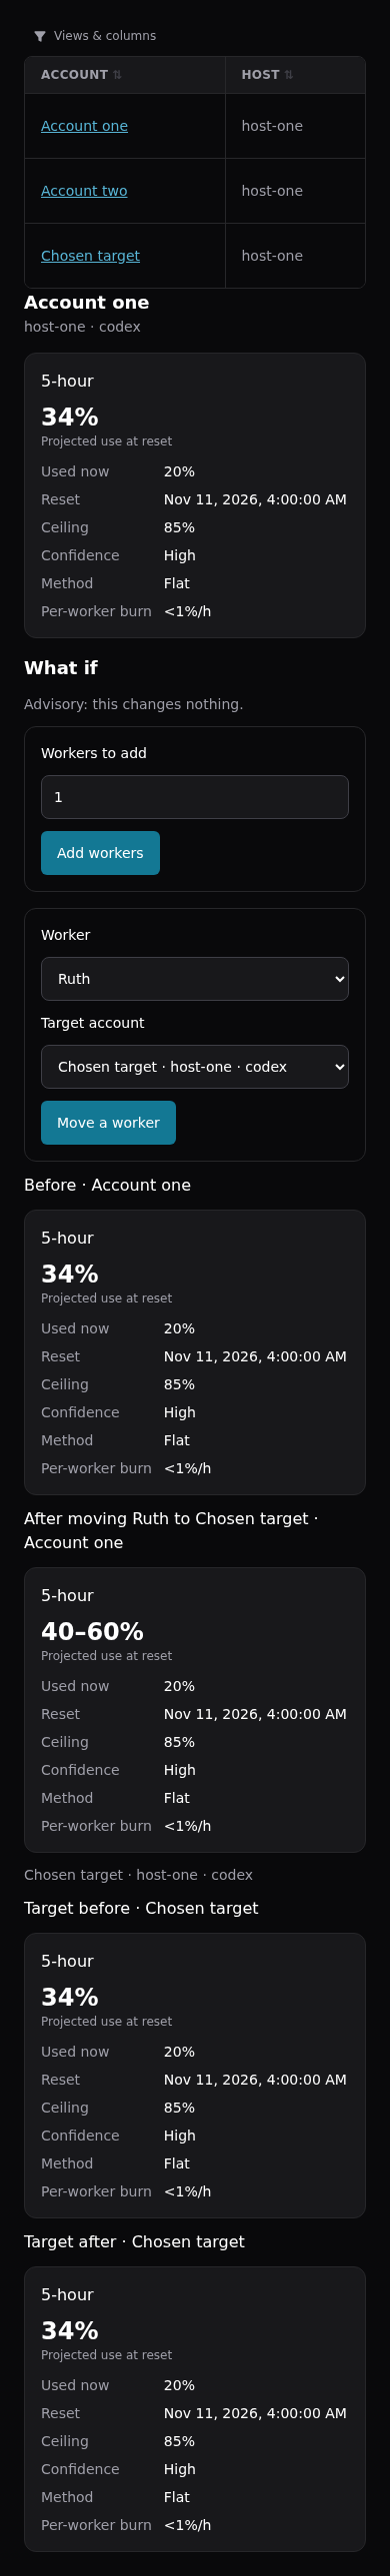 Views & columns
ACCOUNT ⇅ HOST ⇅
Account one host-one
Account two host-one
Chosen target host-one
Account one
host-one · codex
5-hour
34%
Projected use at reset
Used now 20%
Reset Nov 11, 2026, 4:00:00 AM
Ceiling 85%
Confidence High
Method Flat
Per-worker burn <1%/h
What if
Advisory: this changes nothing.
Workers to add
1
Add workers
Worker
Ruth
Target account
Chosen target · host-one · codex
Move a worker
Before · Account one
5-hour
34%
Projected use at reset
Used now 20%
Reset Nov 11, 2026, 4:00:00 AM
Ceiling 85%
Confidence High
Method Flat
Per-worker burn <1%/h
After moving Ruth to Chosen target ·
Account one
5-hour
40–60%
Projected use at reset
Used now 20%
Reset Nov 11, 2026, 4:00:00 AM
Ceiling 85%
Confidence High
Method Flat
Per-worker burn <1%/h
Chosen target · host-one · codex
Target before · Chosen target
5-hour
34%
Projected use at reset
Used now 20%
Reset Nov 11, 2026, 4:00:00 AM
Ceiling 85%
Confidence High
Method Flat
Per-worker burn <1%/h
Target after · Chosen target
5-hour
34%
Projected use at reset
Used now 20%
Reset Nov 11, 2026, 4:00:00 AM
Ceiling 85%
Confidence High
Method Flat
Per-worker burn <1%/h